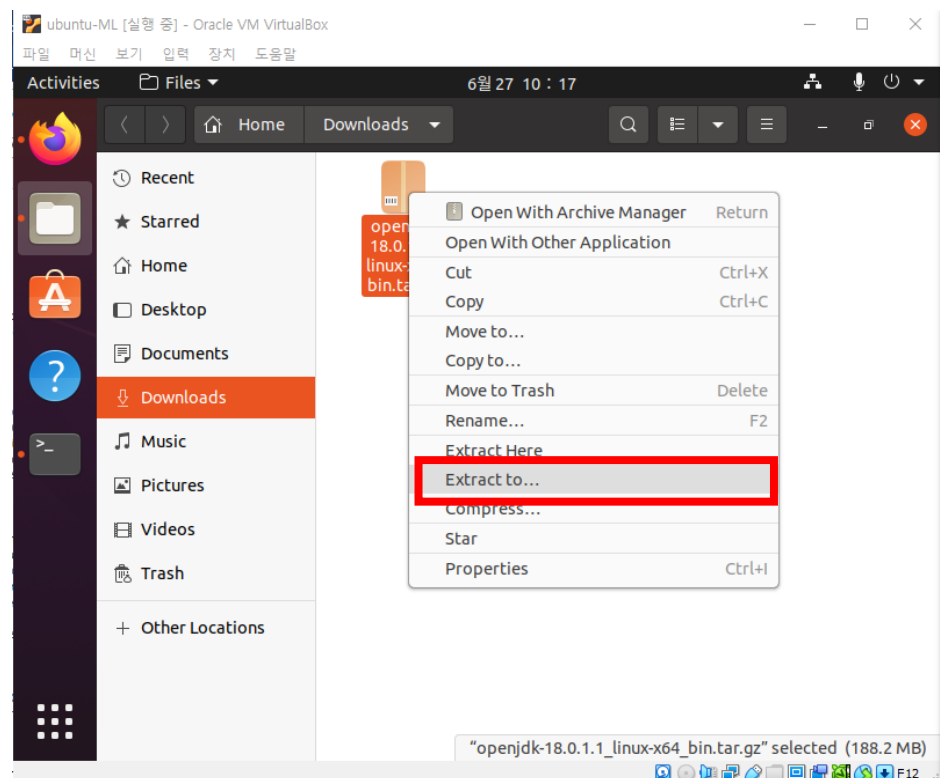 ubuntu-ML [실행 중] - Oracle VM VirtualBox
파일 머신 보기 입력 장치 도움말
Activities Files 6월 27 10 : 17
Home Downloads
Recent
Starred
Home
Desktop
Documents
Downloads
Music
Pictures
Videos
Trash
Other Locations
open
18.0.
linux-
bin.ta
Open With Archive Manager Return
Open With Other Application
Cut Ctrl+X
Copy Ctrl+C
Move to...
Copy to...
Move to Trash Delete
Rename... F2
Extract Here
Extract to...
Compress...
Star
Properties Ctrl+I
“openjdk-18.0.1.1_linux-x64_bin.tar.gz” selected (188.2 MB)
F12